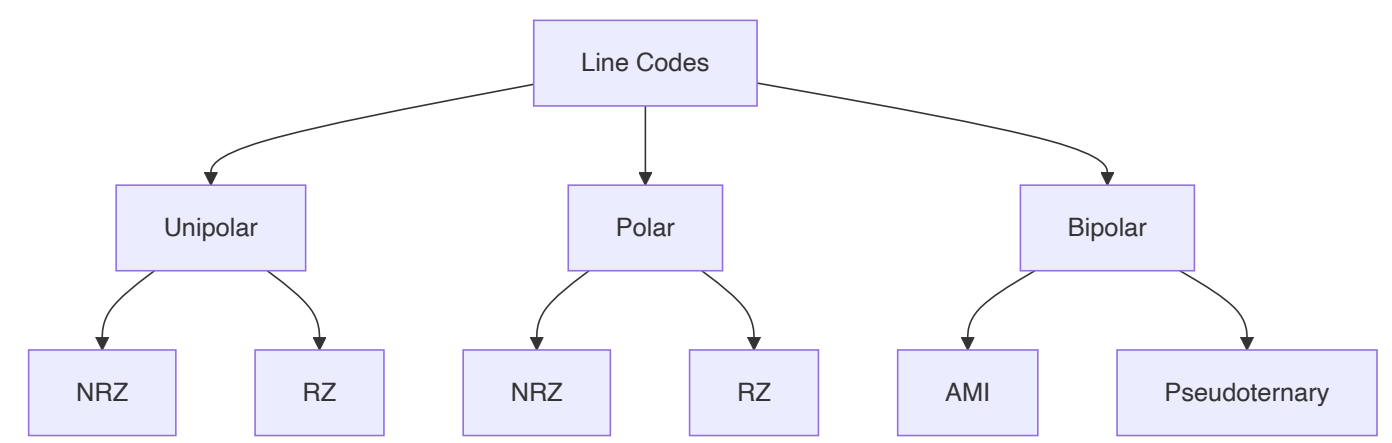 Line Codes
Unipolar
Polar
Bipolar
NRZ
RZ
NRZ
RZ
AMI
Pseudoternary